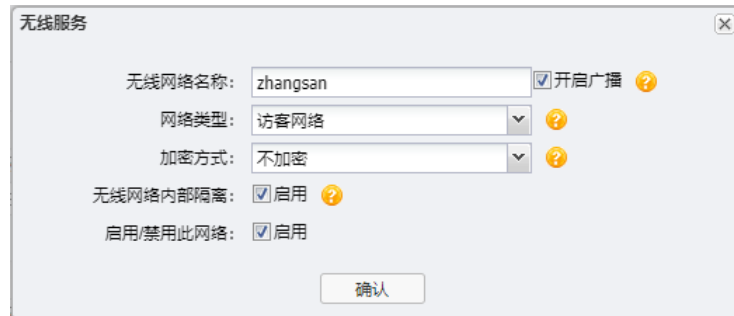 无线服务
无线网络名称： zhangsan 开启广播
网络类型： 访客网络
加密方式： 不加密
无线网络内部隔离： 启用
启用/禁用此网络： 启用
确认